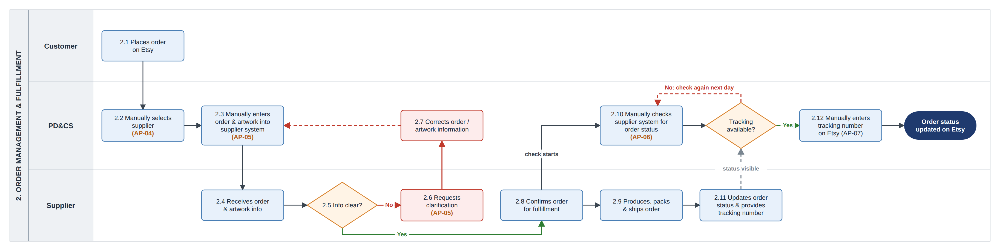 2. ORDER MANAGEMENT & FULFILLMENT
Customer
2.1 Places order
on Etsy
PD&CS
2.2 Manually selects
supplier
(AP-04)
2.3 Manually enters
order & artwork into
supplier system
(AP-05)
2.7 Corrects order /
artwork information
check starts
2.10 Manually checks
supplier system for
order status
(AP-06)
No: check again next day
Tracking
available?
Yes
2.12 Manually enters
tracking number
on Etsy (AP-07)
Order status
updated on Etsy
status visible
Supplier
2.4 Receives order
& artwork info
2.5 Info clear?
No
2.6 Requests
clarification
(AP-05)
Yes
2.8 Confirms order
for fulfillment
2.9 Produces, packs
& ships order
2.11 Updates order
status & provides
tracking number